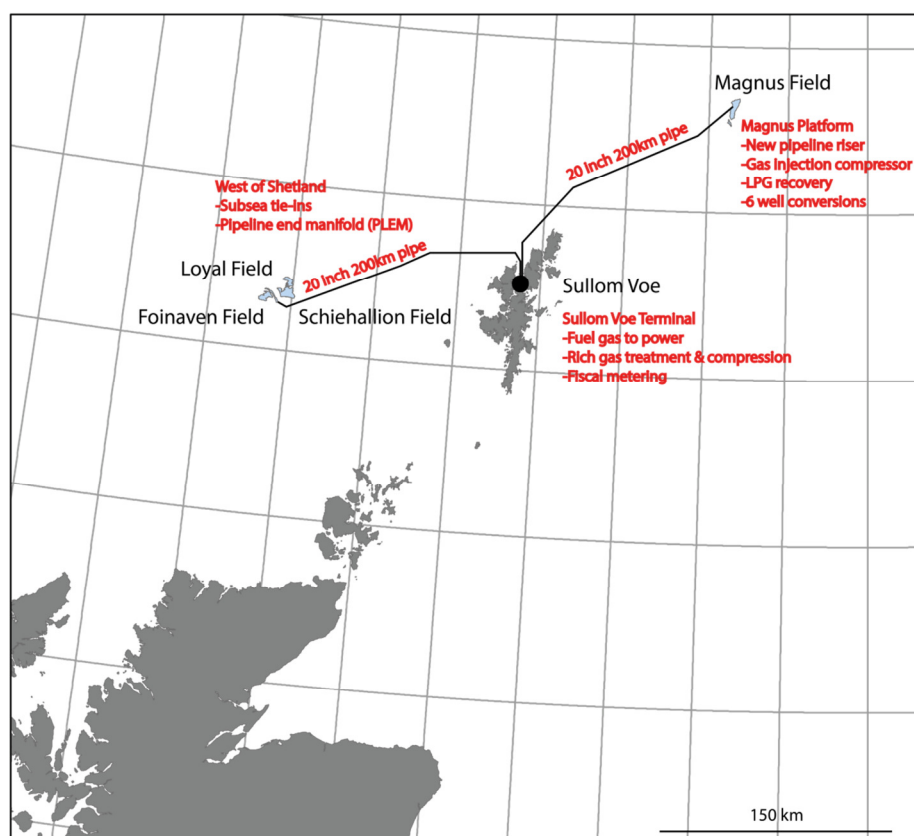 Magnus Field
Magnus Platform
-New pipeline riser
-Gas injection compressor
-LPG recovery
-6 well conversions
20 inch 200km pipe
West of Shetland
-Subsea tie-ins
-Pipeline end manifold (PLEM)
20 inch 200km pipe
Loyal Field
Foinaven Field
Schiehallion Field
Sullom Voe
Sullom Voe Terminal
-Fuel gas to power
-Rich gas treatment & compression
-Fiscal metering
150 km